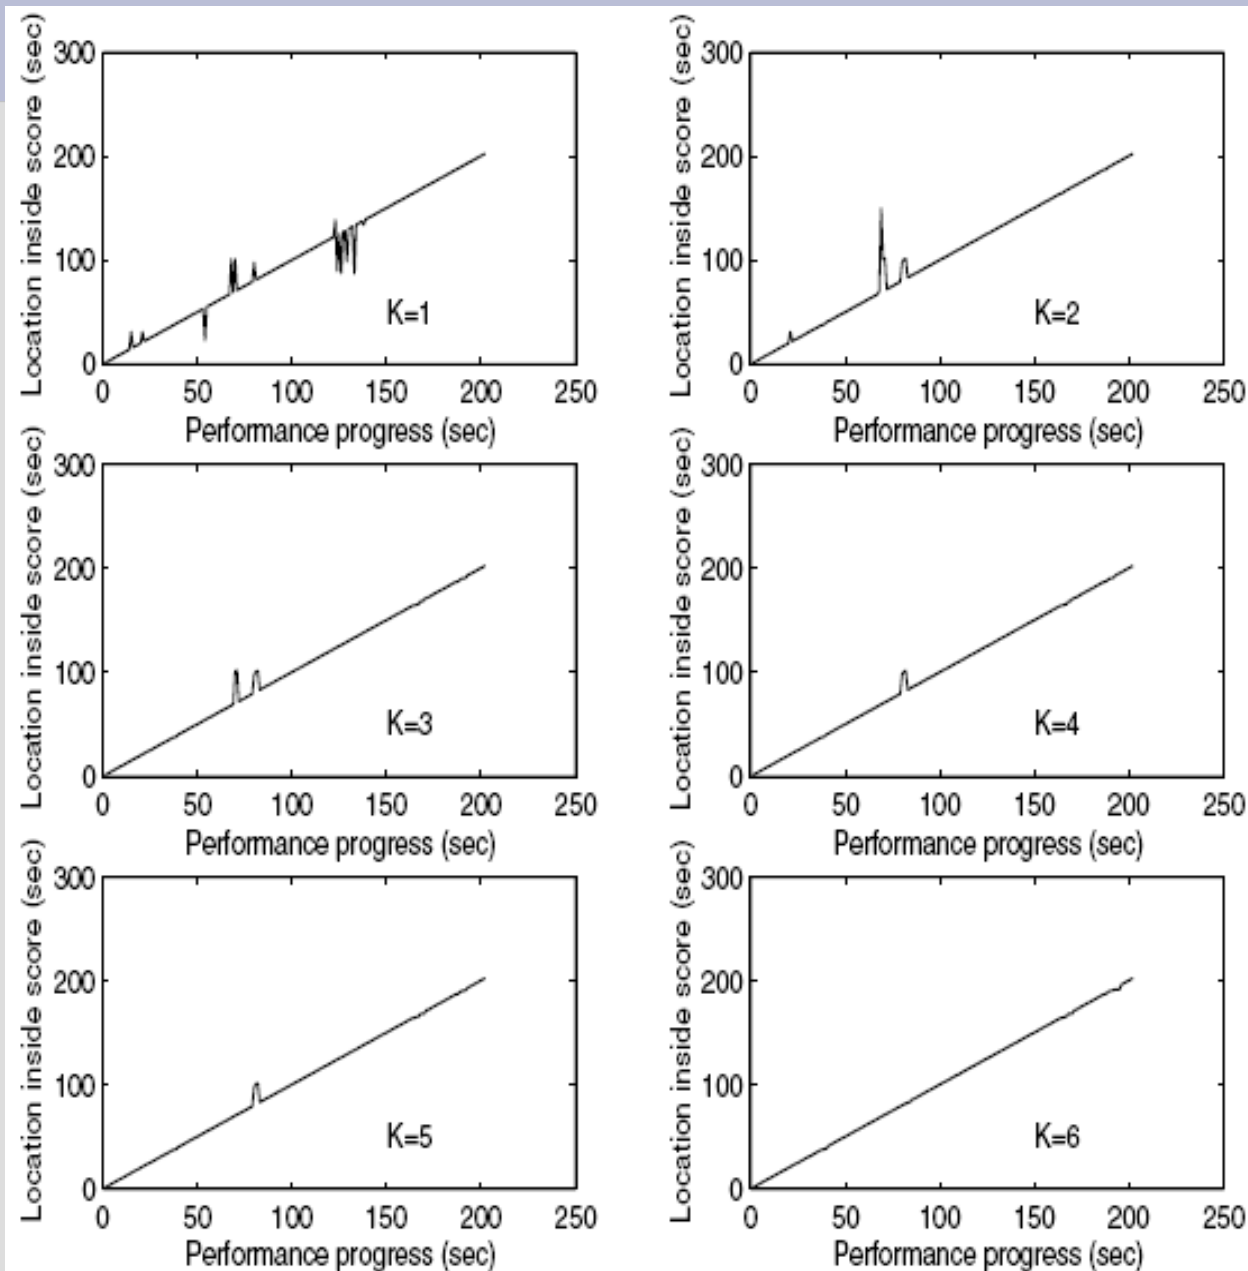 Location inside score (sec)
300
200
100
0
K=1
0 50 100 150 200 250
Performance progress (sec)
Location inside score (sec)
300
200
100
0
K=2
0 50 100 150 200 250
Performance progress (sec)
Location inside score (sec)
300
200
100
0
K=3
0 50 100 150 200 250
Performance progress (sec)
Location inside score (sec)
300
200
100
0
K=4
0 50 100 150 200 250
Performance progress (sec)
Location inside score (sec)
300
200
100
0
K=5
0 50 100 150 200 250
Performance progress (sec)
Location inside score (sec)
300
200
100
0
K=6
0 50 100 150 200 250
Performance progress (sec)